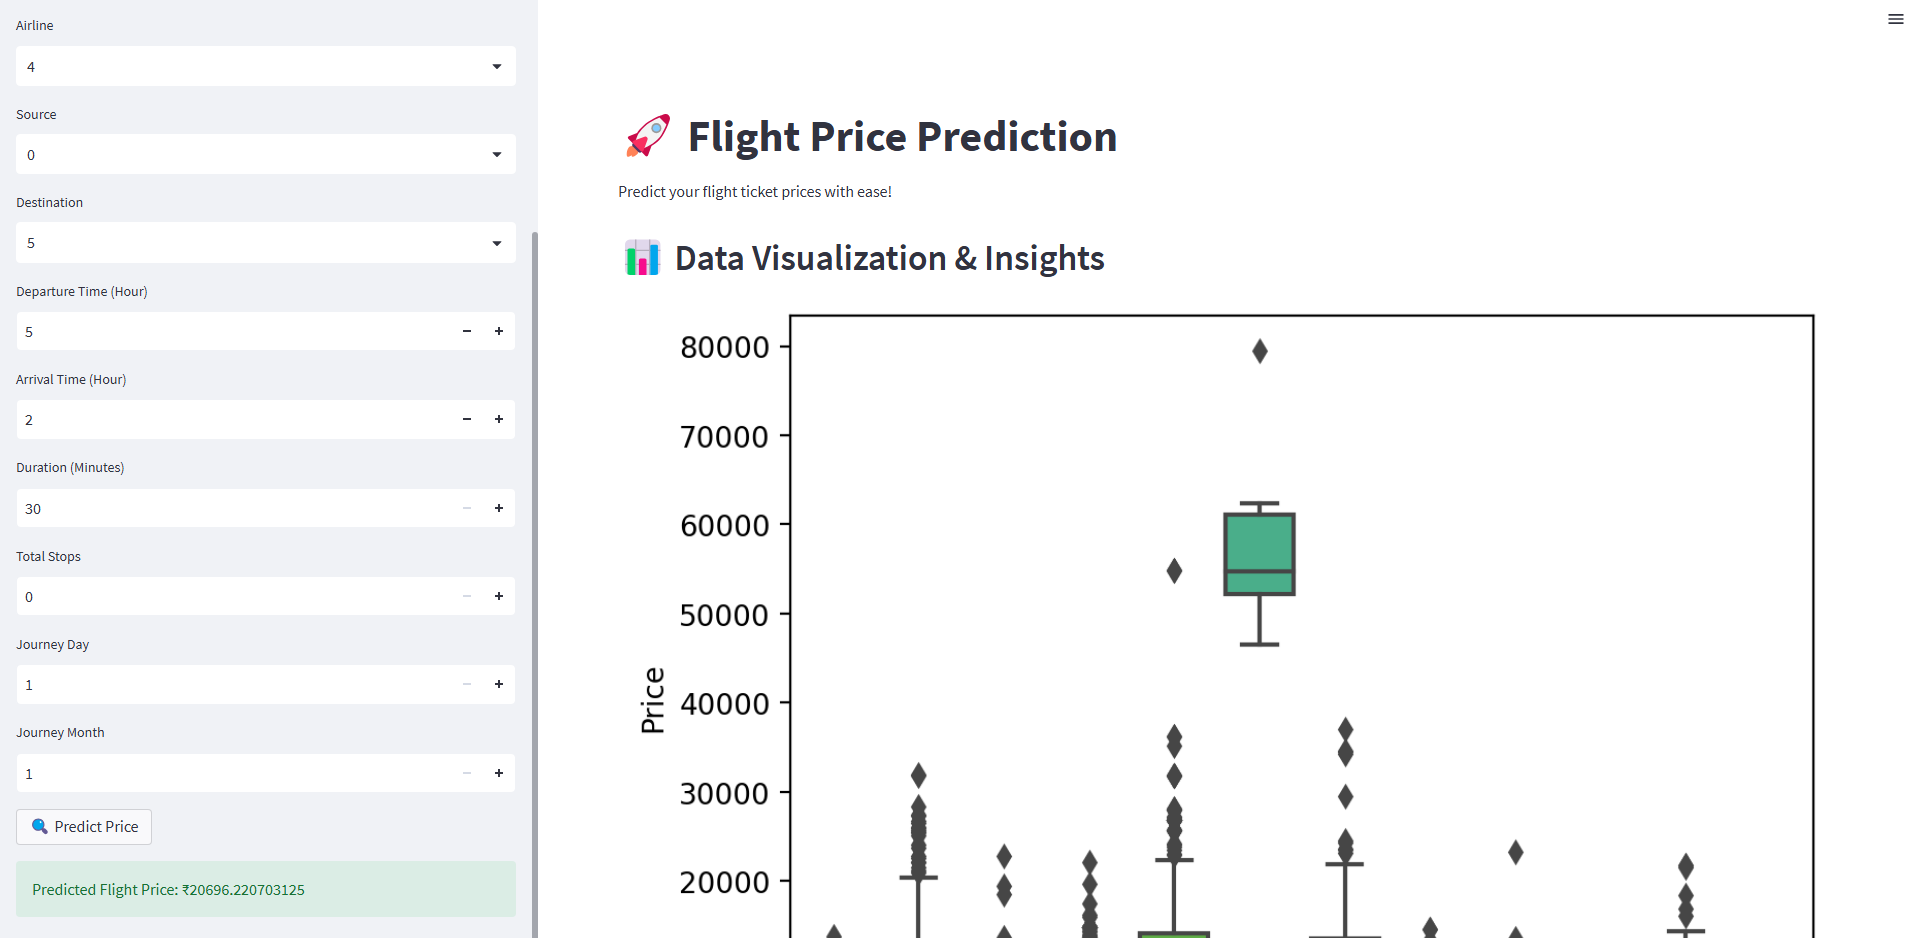 Airline
4
Source
0
Destination
5
Departure Time (Hour)
5
Arrival Time (Hour)
2
Duration (Minutes)
30
Total Stops
0
Journey Day
1
Journey Month
1
Predict Price
Predicted Flight Price: ₹20696.220703125
Flight Price Prediction
Predict your flight ticket prices with ease!
Data Visualization & Insights
80000
70000
60000
50000
40000
30000
20000
Price